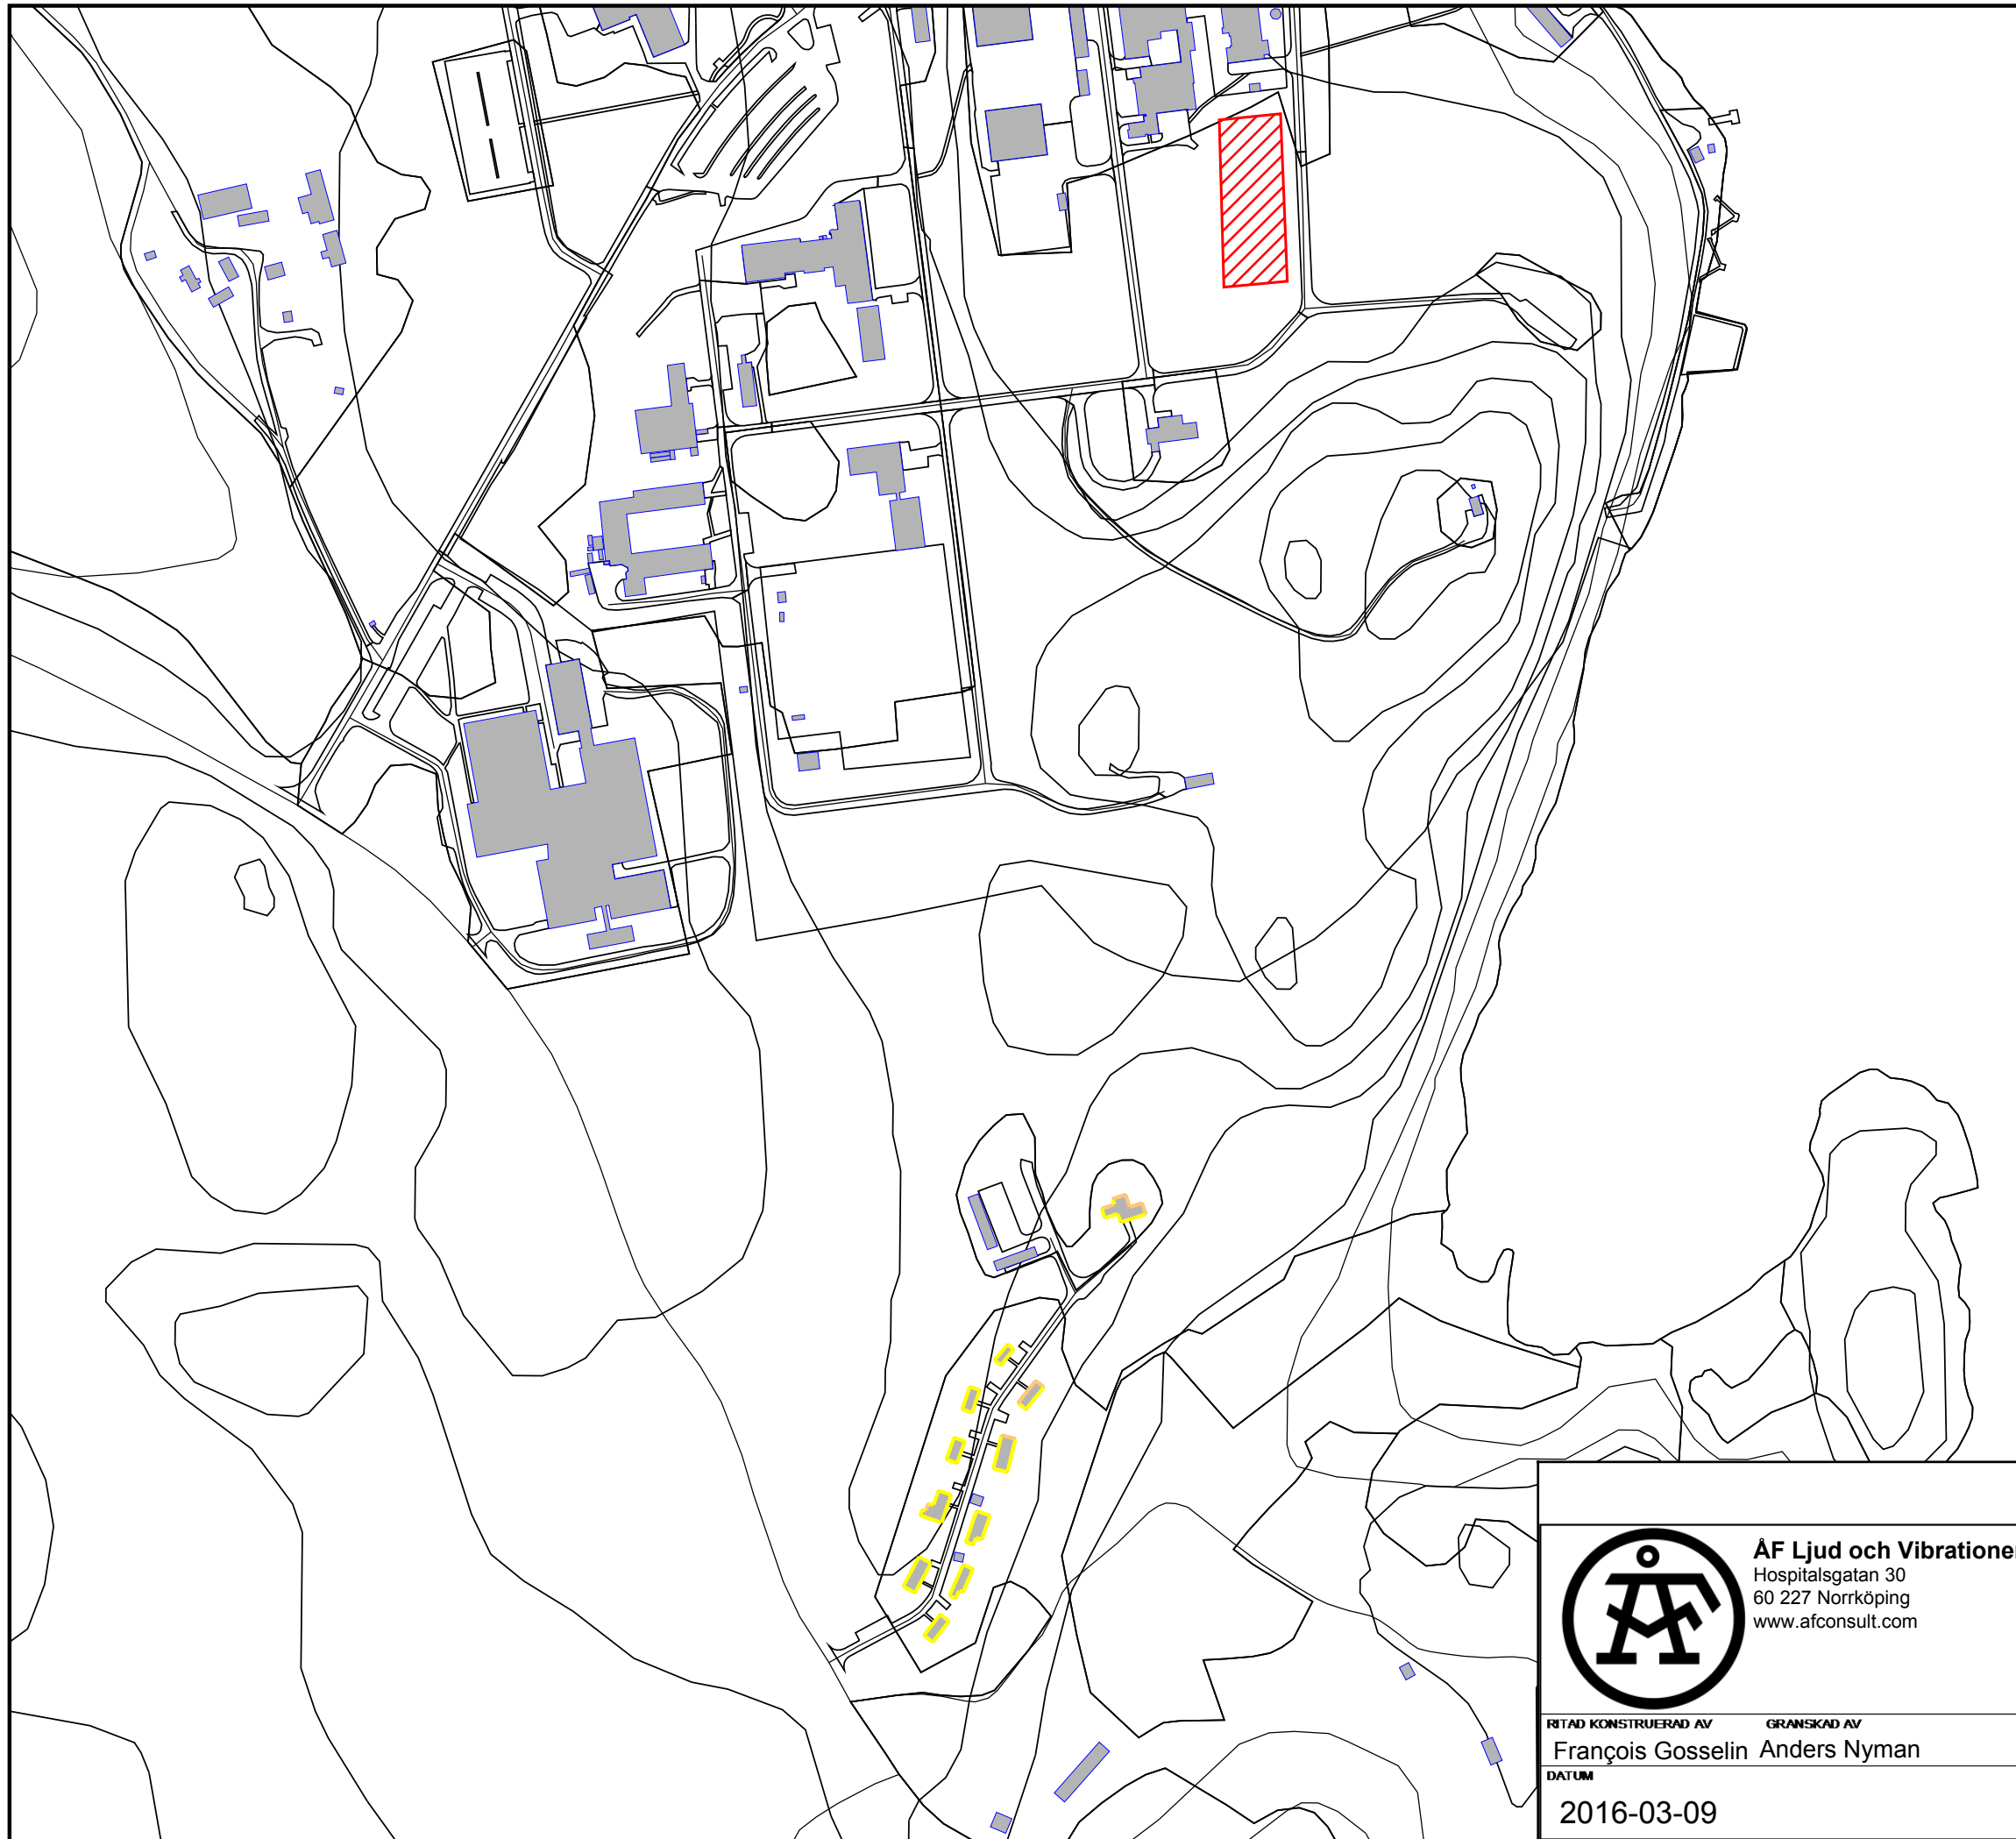 ÅF Ljud och Vibrationer
Hospitalsgatan 30
60 227 Norrköping
www.afconsult.com
RITAD KONSTRUERAD AV GRANSKAD AV
François Gosselin Anders Nyman
DATUM
2016-03-09